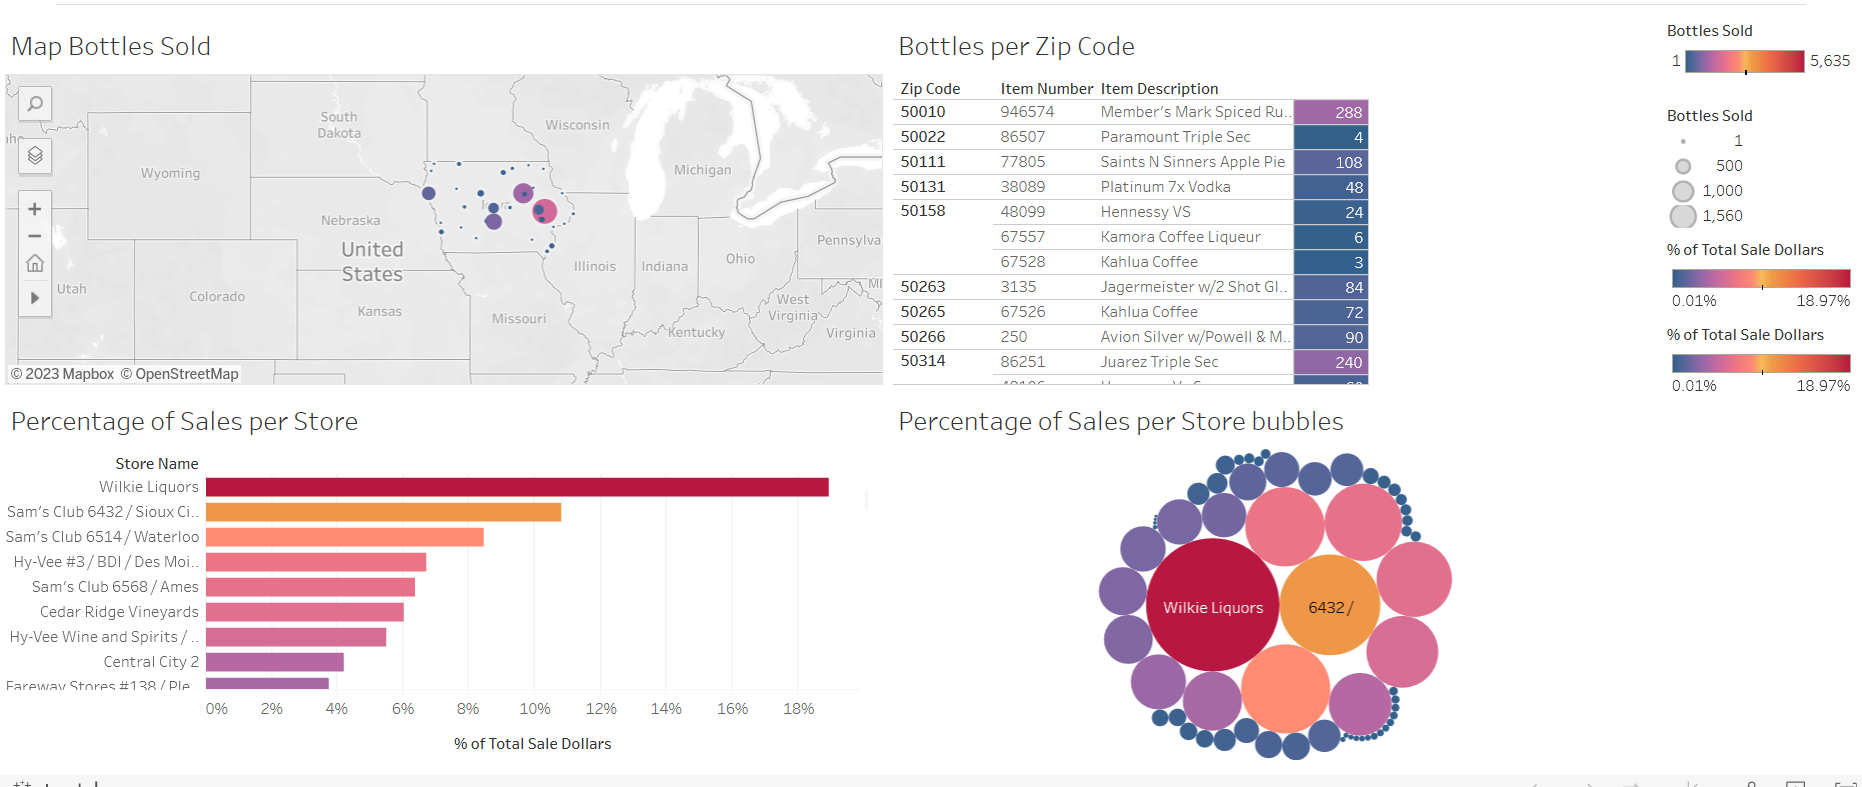 Map Bottles Sold
South
Dakota
Wisconsin
Wyoming
Michigan
Nebraska
United
States
Illinois
Indiana
Ohio
Pennsylva
Utah
Colorado
Kansas
Missouri
West
Virginia
Kentucky
Virginia
MI
© 2023 Mapbox © OpenStreetMap
Bottles per Zip Code
Zip Code Item Number Item Description
50010 946574 Member's Mark Spiced Ru.. 288
50022 86507 Paramount Triple Sec 4
50111 77805 Saints N Sinners Apple Pie 108
50131 38089 Platinum 7x Vodka 48
50158 48099 Hennessy VS 24
67557 Kamora Coffee Liqueur 6
67528 Kahlua Coffee 3
50263 3135 Jagermeister w/2 Shot Gl.. 84
50265 67526 Kahlua Coffee 72
50266 250 Avion Silver w/Powell & M.. 90
50314 86251 Juarez Triple Sec 240
Bottles Sold
1 5,635
Bottles Sold
1
500
1,000
1,560
% of Total Sale Dollars
0.01% 18.97%
% of Total Sale Dollars
0.01% 18.97%
Percentage of Sales per Store
Store Name
Wilkie Liquors
Sam's Club 6432 / Sioux Ci..
Sam's Club 6514 / Waterloo
Hy-Vee #3 / BDI / Des Moi..
Sam's Club 6568 / Ames
Cedar Ridge Vineyards
Hy-Vee Wine and Spirits / ..
Central City 2
Fareway Stores #138 / Ple..
0% 2% 4% 6% 8% 10% 12% 14% 16% 18%
% of Total Sale Dollars
Percentage of Sales per Store bubbles
Wilkie Liquors
6432 /